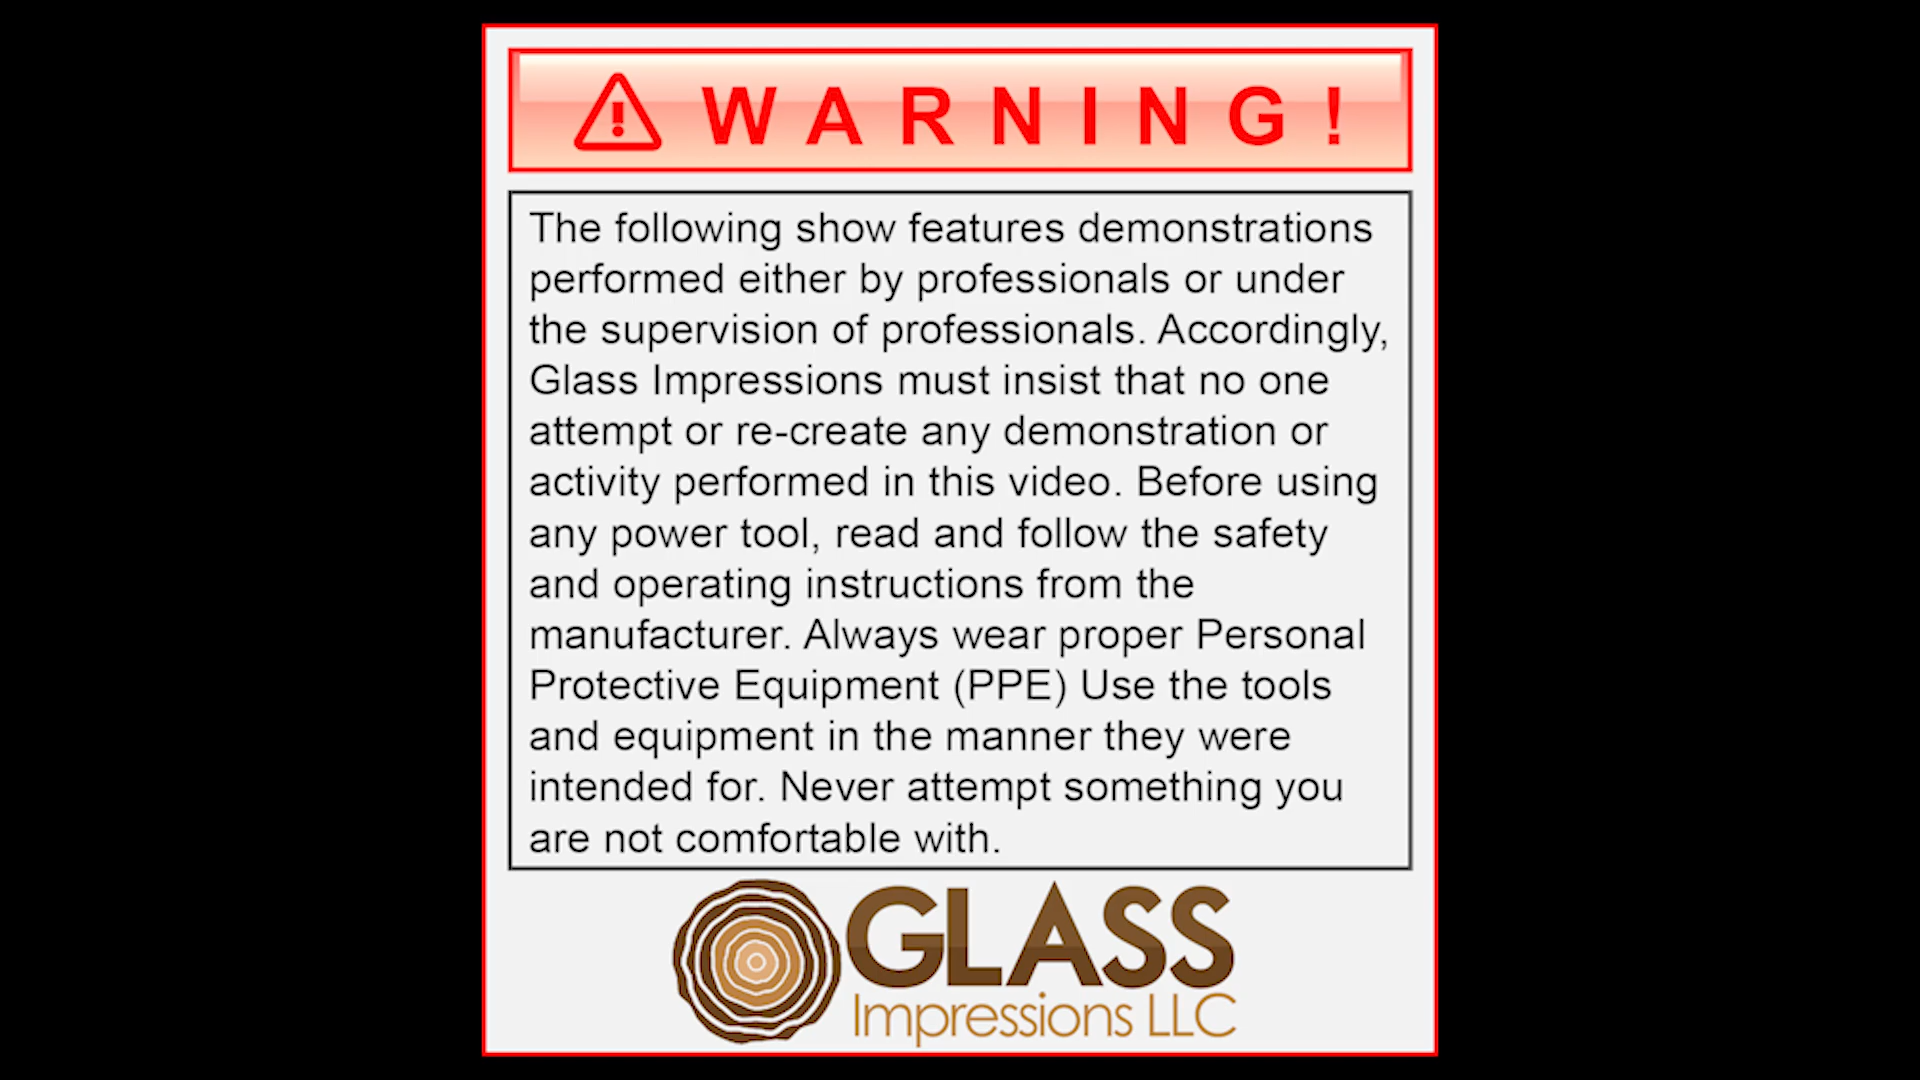 W A R N I N G !
The following show features demonstrations
performed either by professionals or under
the supervision of professionals. Accordingly,
Glass Impressions must insist that no one
attempt or re-create any demonstration or
activity performed in this video. Before using
any power tool, read and follow the safety
and operating instructions from the
manufacturer. Always wear proper Personal
Protective Equipment (PPE) Use the tools
and equipment in the manner they were
intended for. Never attempt something you
are not comfortable with.
GLASS
Impressions LLC